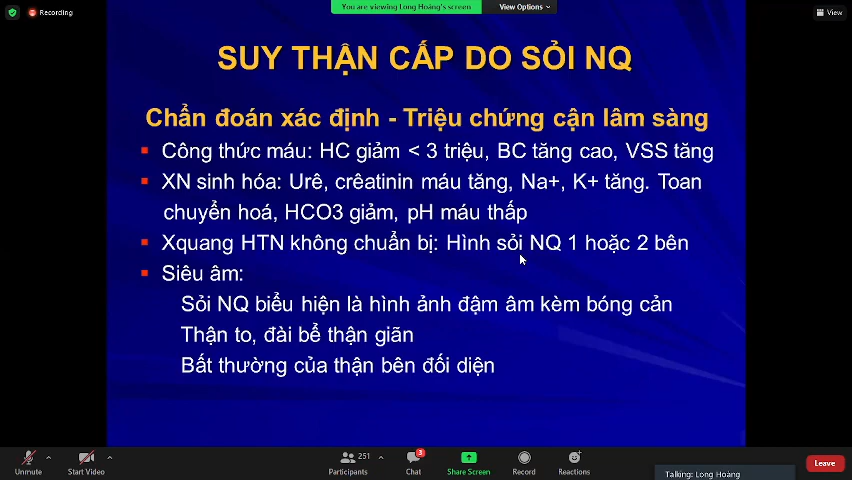 Recording
You are viewing Long Hoàng's screen
View Options
View
SUY THẬN CẤP DO SỎI NQ
Chẩn đoán xác định - Triệu chứng cận lâm sàng
Công thức máu: HC giảm < 3 triệu, BC tăng cao, VSS tăng
XN sinh hóa: Urê, crêatinin máu tăng, Na+, K+ tăng. Toan
chuyển hoá, HCO3 giảm, pH máu thấp
Xquang HTN không chuẩn bị: Hình sỏi NQ 1 hoặc 2 bên
Siêu âm:
Sỏi NQ biểu hiện là hình ảnh đậm âm kèm bóng cản
Thận to, đài bể thận giãn
Bất thường của thận bên đối diện
Unmute
Start Video
251
Participants
3
Chat
Share Screen
Record
Reactions
Talking: Long Hoàng
Leave